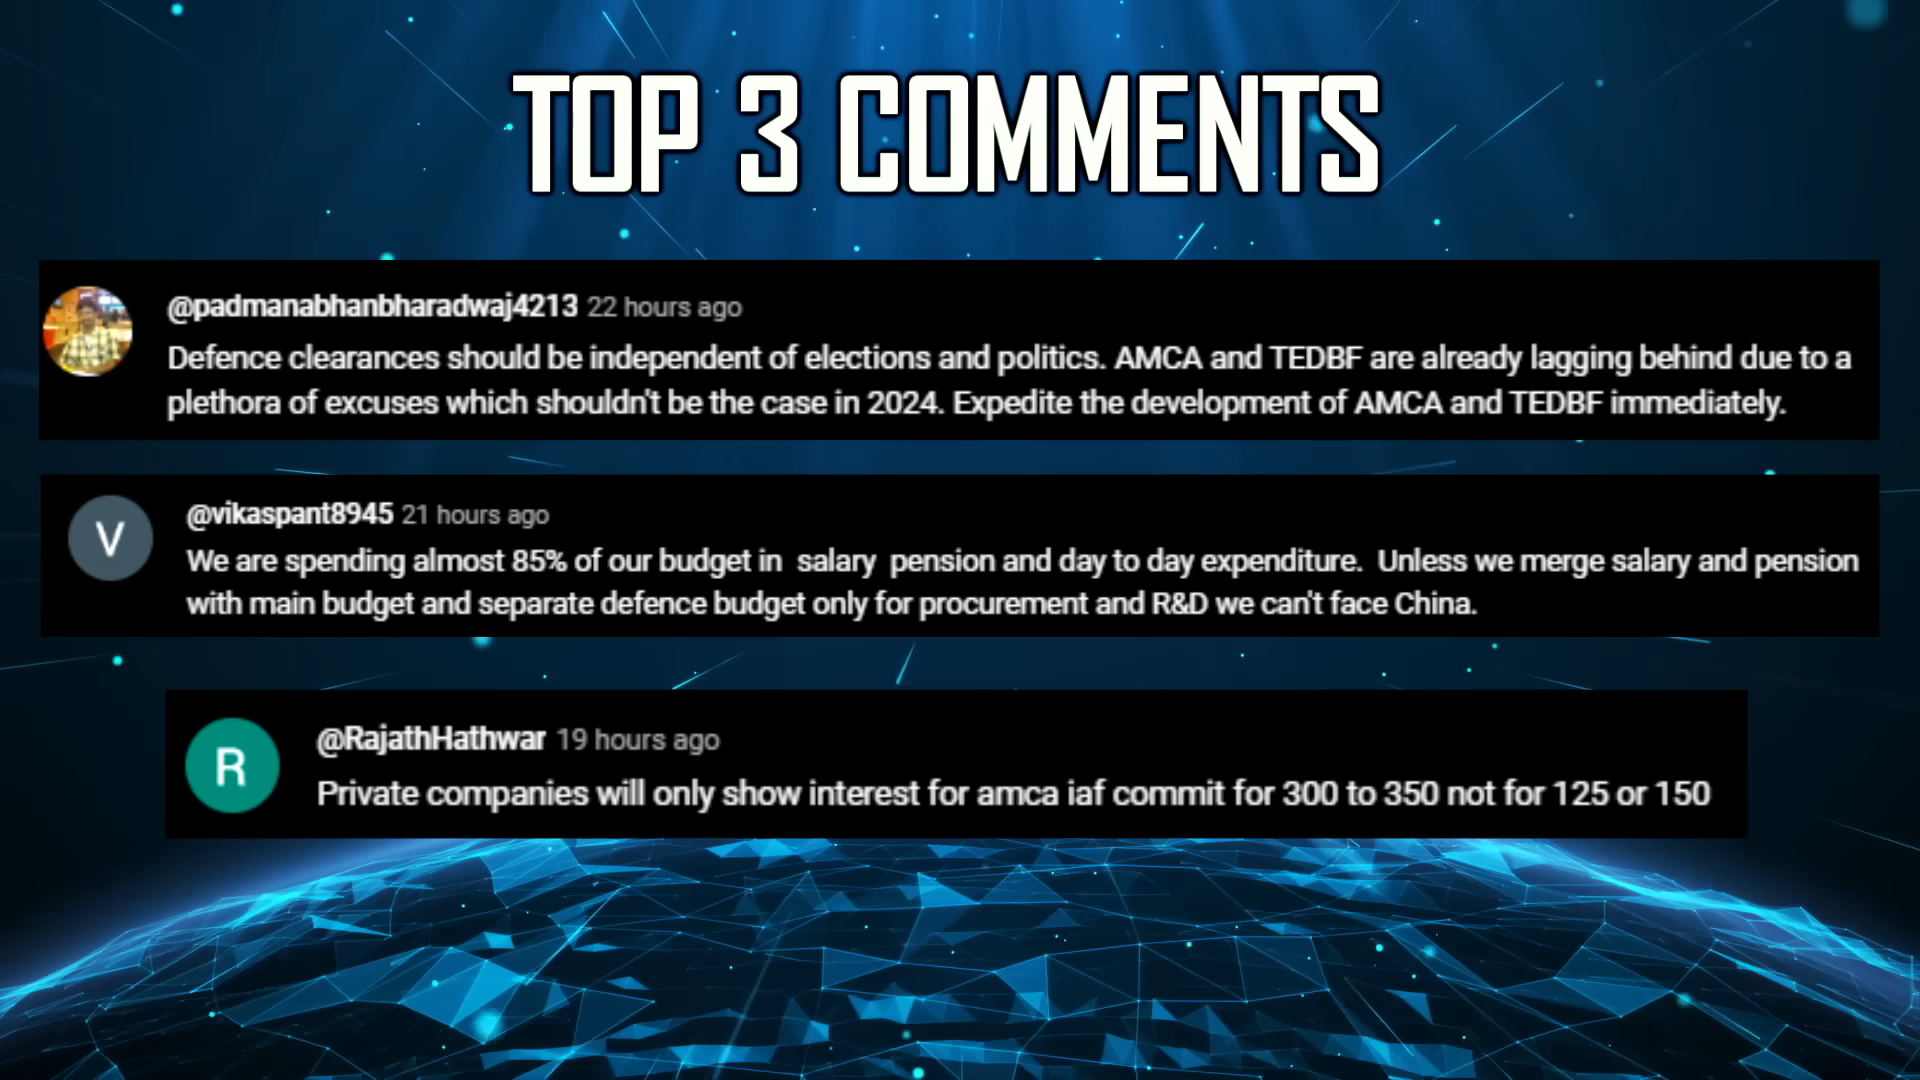 TOP 3 COMMENTS
@padmanabhanbharadwaj4213 22 hours ago
Defence clearances should be independent of elections and politics. AMCA and TEDBF are already lagging behind due to a
plethora of excuses which shouldn't be the case in 2024. Expedite the development of AMCA and TEDBF immediately.
V
@vikaspant8945 21 hours ago
We are spending almost 85% of our budget in  salary  pension and day to day expenditure.  Unless we merge salary and pension
with main budget and separate defence budget only for procurement and R&D we can't face China.
R
@RajathHathwar 19 hours ago
Private companies will only show interest for amca iaf commit for 300 to 350 not for 125 or 150